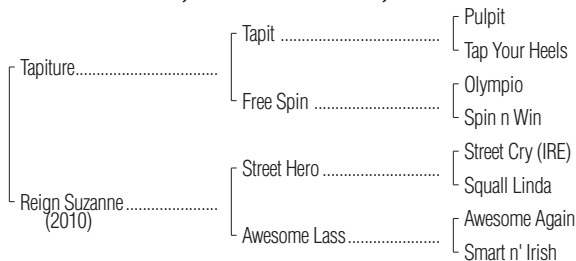 Pulpit
Tapit ..............................
Tap Your Heels
Tapiture................................
Olympio
Free Spin ........................
Spin n Win
Street Cry (IRE)
Street Hero ......................
Squall Linda
Reign Suzanne.....................
(2010)
Awesome Again
Awesome Lass.................
Smart n' Irish